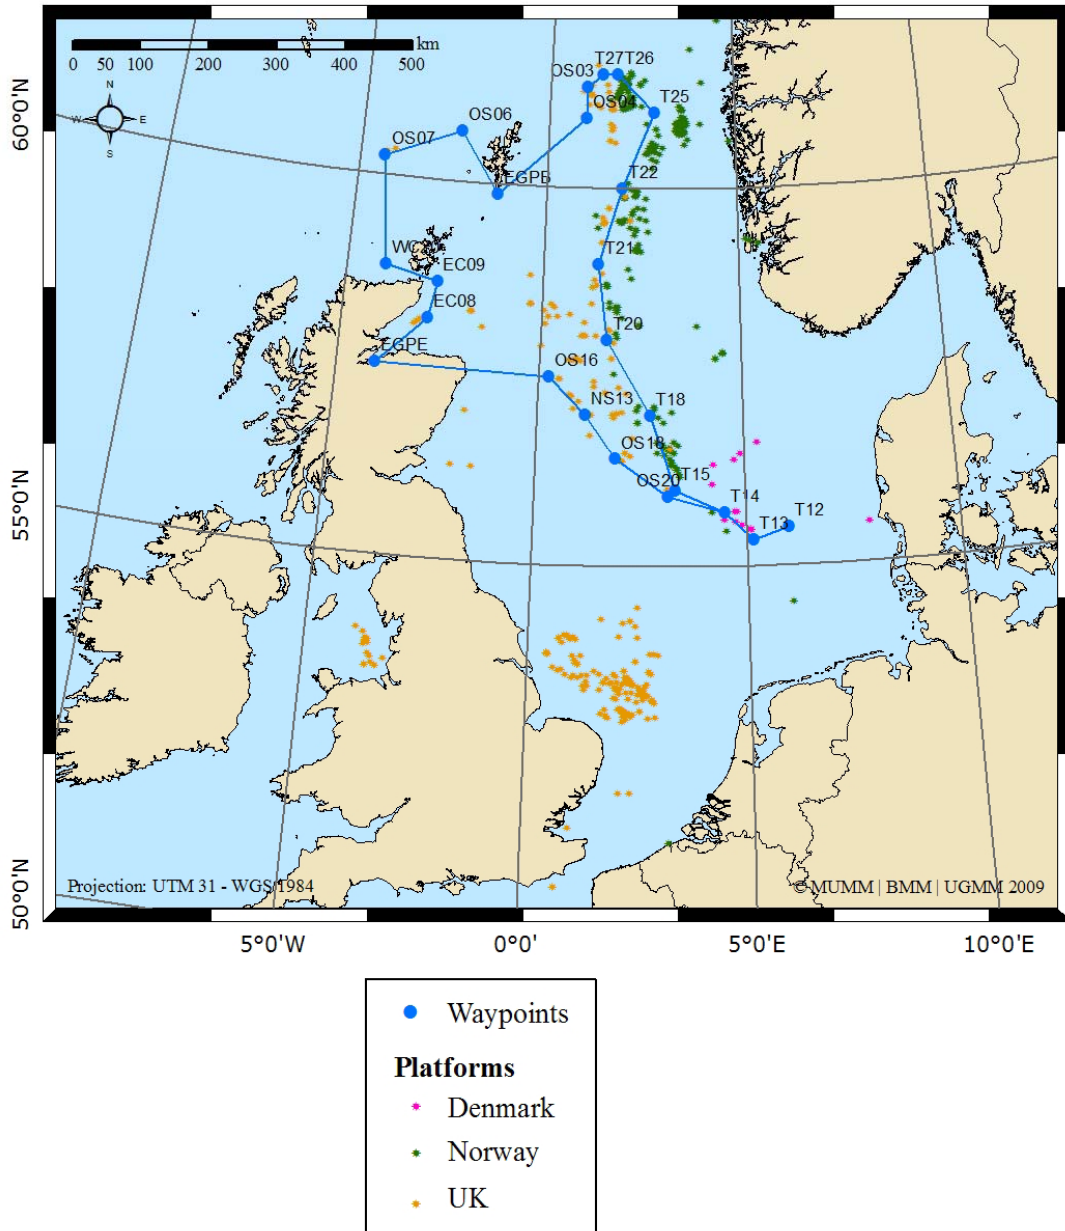 km
0 50 100 200 300 400 500
N
W E
S
60°0'N
55°0'N
50°0'N
T27T26
OS03
OS04
T25
OS06
OS07
EGPB
T22
WC
T21
EC09
EC08
T20
EGPE
OS16
NS13
T18
OS18
T15
OS20
T14
T12
T13
Projection: UTM 31 - WGS 1984
© MUMM | BMM | UGMM 2009
5°0'W 0°0' 5°0'E 10°0'E
Waypoints
Platforms
Denmark
Norway
UK